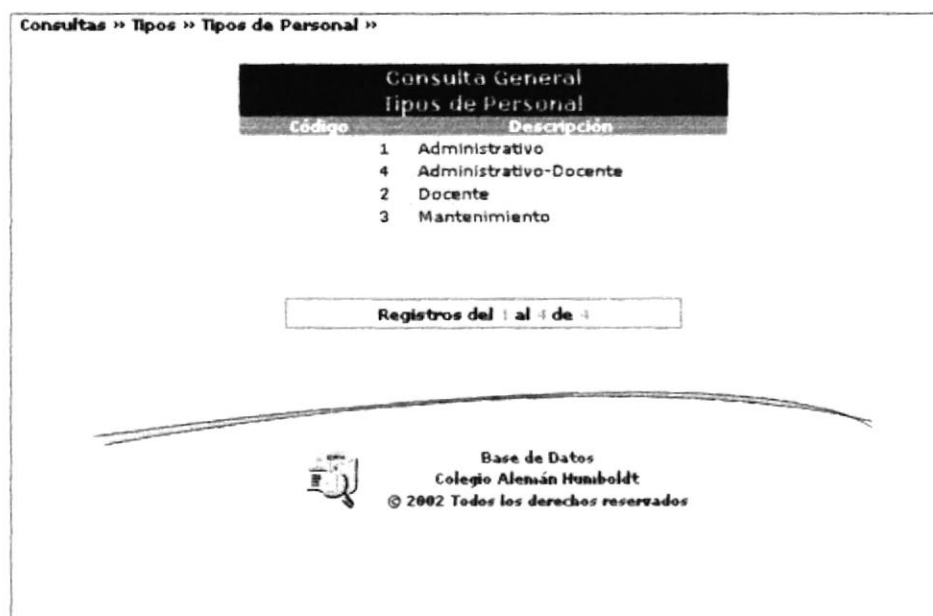 Consultas » Tipos » Tipos de Personal »
Consulta General
Tipos de Personal
Código Descripción
1 Administrativo
4 Administrativo-Docente
2 Docente
3 Mantenimiento
Registros del 1 al 4 de 4
Base de Datos
Colegio Alemán Humboldt
© 2002 Todos los derechos reservados